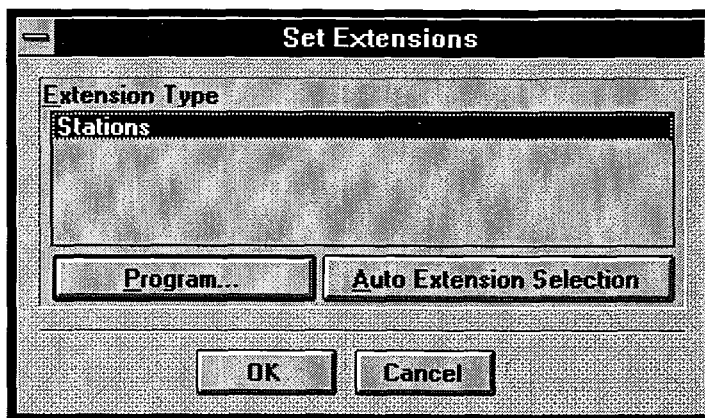 Set Extensions
Extension Type
Stations
Program...
Auto Extension Selection
OK
Cancel